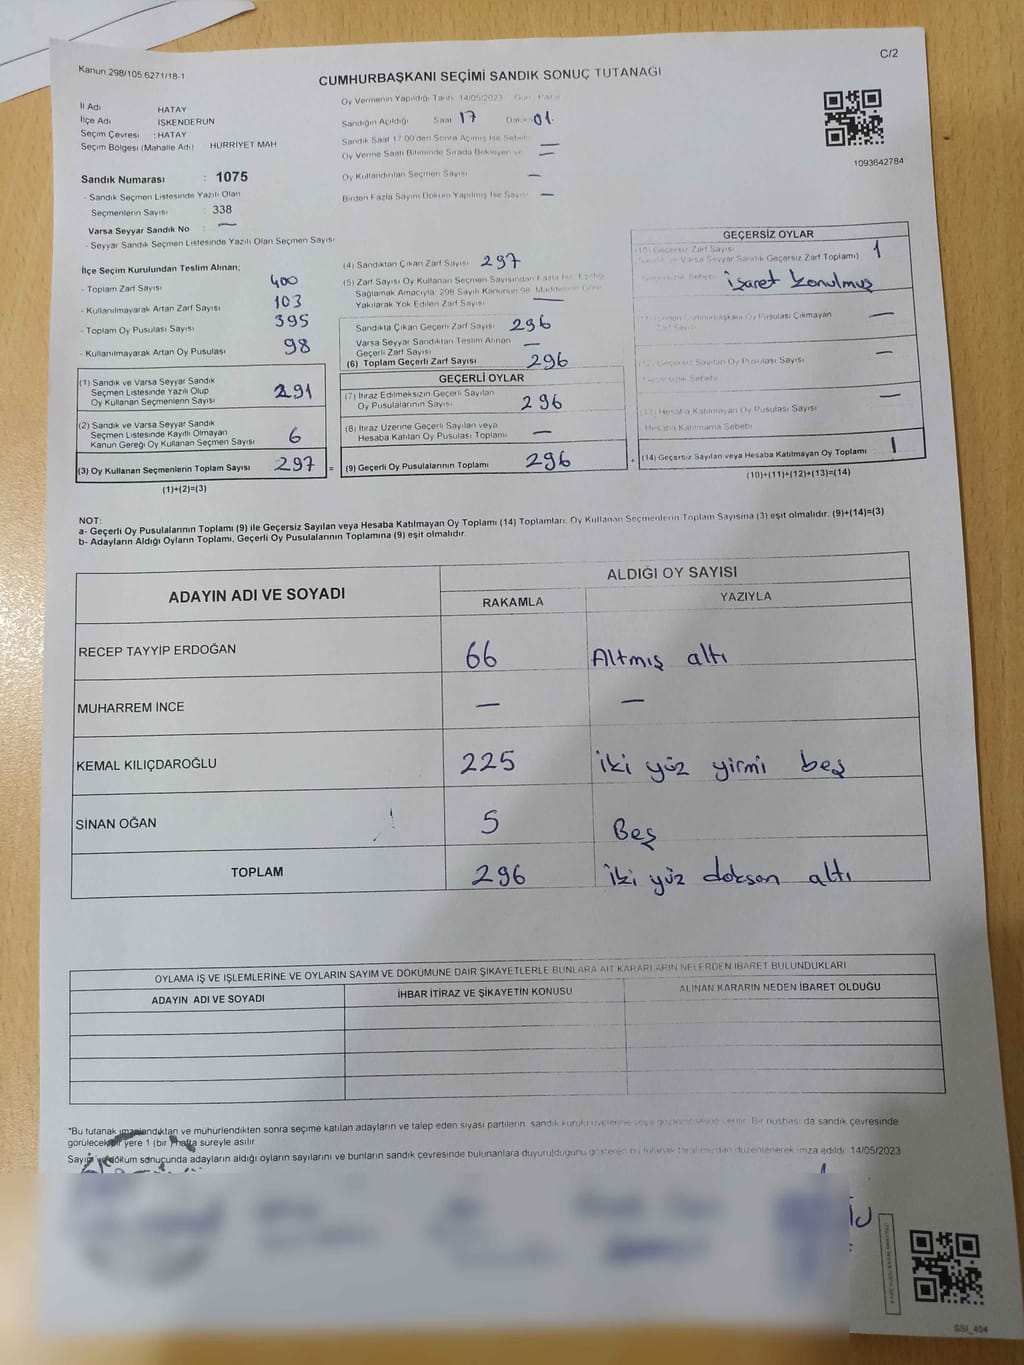 C/2
Kanun 298/105.6271/18-1
CUMHURBAŞKANI SEÇİMİ SANDIK SONUÇ TUTANAĞI
İl Adı HATAY
İlçe Adı İSKENDERUN
Seçim Çevresi : HATAY
Seçim Bölgesi (Mahalle Adı) HÜRRİYET MAH
Oy Vermenin Yapıldığı Tarih 14/05/2023
Sandığın Açıldığı Saat 17 Dakika 01.
Sandık Saat 17:00'den Sonra Açılmış İse Sebebi —
Oy Verme Saati Bitiminde Sırada Bekleyen ve —
Oy Kullandırılan Seçmen Sayısı —
Birden Fazla Sayım Döküm Yapılmış İse Sayısı —
1093642784
Sandık Numarası : 1075
- Sandık Seçmen Listesinde Yazılı Olan
Seçmenlerin Sayısı : 338
Varsa Seyyar Sandık No : —
- Seyyar Sandık Seçmen Listesinde Yazılı Olan Seçmen Sayısı
İlçe Seçim Kurulundan Teslim Alınan;
- Toplam Zarf Sayısı 400
- Kullanılmayarak Artan Zarf Sayısı 103
- Toplam Oy Pusulası Sayısı 395
- Kullanılmayarak Artan Oy Pusulası 98
(1) Sandık ve Varsa Seyyar Sandık
Seçmen Listesinde Yazılı Olup
Oy Kullanan Seçmenlerin Sayısı 291
(2) Sandık ve Varsa Seyyar Sandık
Seçmen Listesinde Kayıtlı Olmayan
Kanun Gereği Oy Kullanan Seçmen Sayısı 6
(3) Oy Kullanan Seçmenlerin Toplam Sayısı 297 =
(1)+(2)=(3)
(4) Sandıktan Çıkan Zarf Sayısı 297
(5) Zarf Sayısı Oy Kullanan Seçmen Sayısından Fazla İse, Eşitliği
Sağlamak Amacıyla, 298 Sayılı Kanunun 98. Maddesine Göre
Yakılarak Yok Edilen Zarf Sayısı —
Sandıkta Çıkan Geçerli Zarf Sayısı 296
Varsa Seyyar Sandıktan Teslim Alınan
Geçerli Zarf Sayısı —
(6) Toplam Geçerli Zarf Sayısı 296
GEÇERLİ OYLAR
(7) İtiraz Edilmeksizin Geçerli Sayılan
Oy Pusulalarının Sayısı 296
(8) İtiraz Üzerine Geçerli Sayılan veya
Hesaba Katılan Oy Pusulası Toplamı —
(9) Geçerli Oy Pusulalarının Toplamı 296 +
GEÇERSİZ OYLAR
(10) Geçersiz Zarf Sayısı
(Sandık ve Varsa Seyyar Sandık Geçersiz Zarf Toplamı) 1
Geçersizlik Sebebi işaret konulmuş
(11) İçinden Cumhurbaşkanı Oy Pusulası Çıkmayan
Zarf Sayısı —
(12) Geçersiz Sayılan Oy Pusulası Sayısı —
Geçersizlik Sebebi
(13) Hesaba Katılmayan Oy Pusulası Sayısı —
Hesaba Katılmama Sebebi
(14) Geçersiz Sayılan veya Hesaba Katılmayan Oy Toplamı 1
(10)+(11)+(12)+(13)=(14)
NOT:
a- Geçerli Oy Pusulalarının Toplamı (9) ile Geçersiz Sayılan veya Hesaba Katılmayan Oy Toplamı (14) Toplamları, Oy Kullanan Seçmenlerin Toplam Sayısına (3) eşit olmalıdır. (9)+(14)=(3)
b- Adayların Aldığı Oyların Toplamı, Geçerli Oy Pusulalarının Toplamına (9) eşit olmalıdır.
ADAYIN ADI VE SOYADI
ALDIĞI OY SAYISI
RAKAMLA YAZIYLA
RECEP TAYYİP ERDOĞAN 66 Altmış altı
MUHARREM İNCE — —
KEMAL KILIÇDAROĞLU 225 iki yüz yirmi beş
SİNAN OĞAN 5 Beş
TOPLAM 296 iki yüz doksan altı
OYLAMA İŞ VE İŞLEMLERİNE VE OYLARIN SAYIM VE DÖKÜMÜNE DAİR ŞİKAYETLERLE BUNLARA AİT KARARLARIN NELERDEN İBARET BULUNDUKLARI
ADAYIN ADI VE SOYADI İHBAR İTİRAZ VE ŞİKAYETİN KONUSU ALINAN KARARIN NEDEN İBARET OLDUĞU
*Bu tutanak imzalandıktan ve mühürlendikten sonra seçime katılan adayların ve talep eden siyasi partilerin sandık kurulu üyelerine veya gözlemcilerine verilir. Bir nüshası da sandık çevresinde
görülecek bir yere 1 (bir) hafta süreyle asılır.
Sayım ve döküm sonucunda adayların aldığı oyların sayılarını ve bunların sandık çevresinde bulunanlara duyurulduğunu gösteren bu tutanak tarafımızdan düzenlenerek imza edildi. 14/05/2023
SSI_404